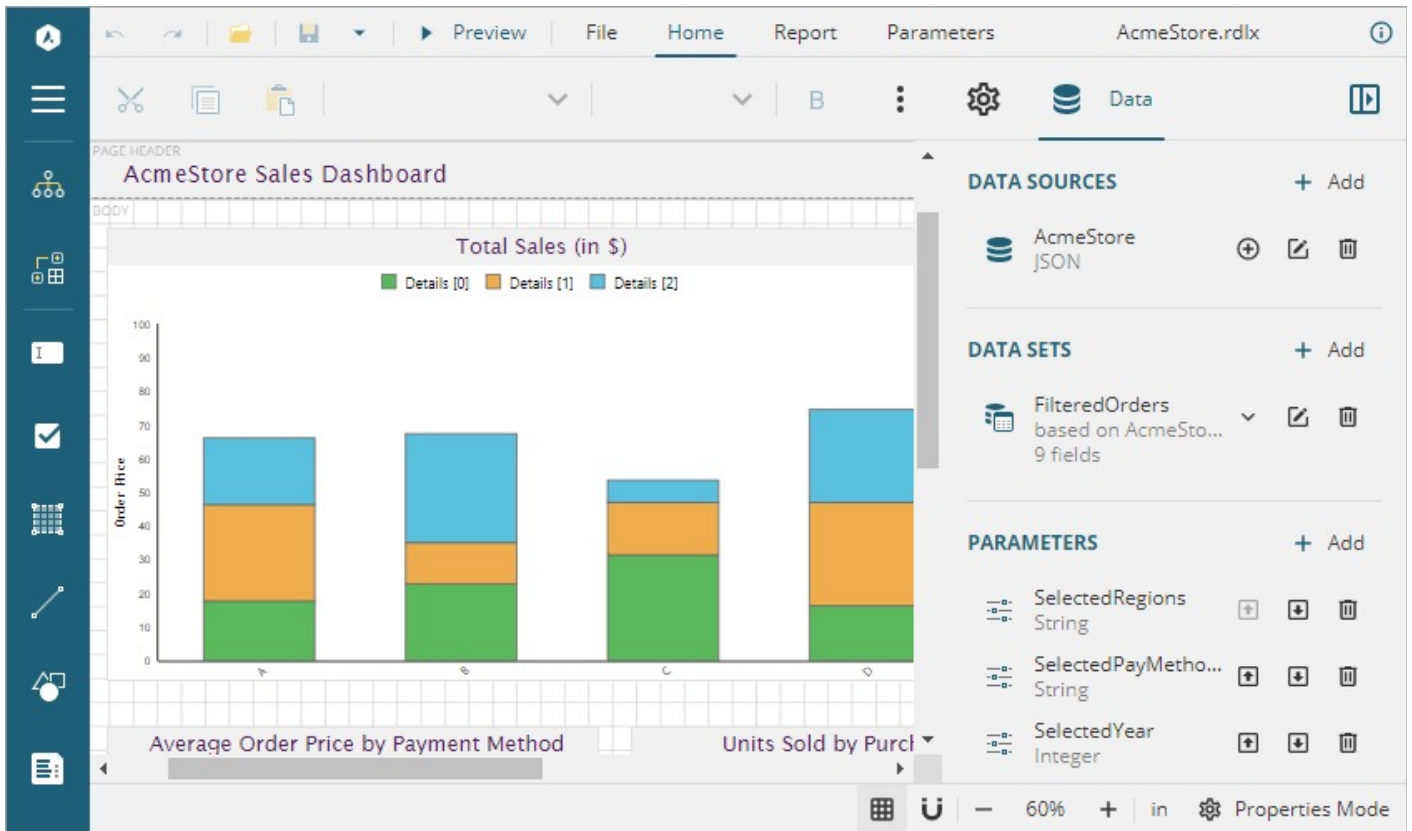 Preview File Home Report Parameters AcmeStore.rdlx
B Data
PAGE HEADER
AcmeStore Sales Dashboard
BODY
Total Sales (in $)
Details [0] Details [1] Details [2]
100
90
80
70
60
50
40
30
20
10
0
Order Price
A B C D
Average Order Price by Payment Method Units Sold by Purch
DATA SOURCES + Add
AcmeStore
JSON
DATA SETS + Add
FilteredOrders
based on AcmeSto...
9 fields
PARAMETERS + Add
SelectedRegions
String
SelectedPayMetho...
String
SelectedYear
Integer
− 60% + in Properties Mode